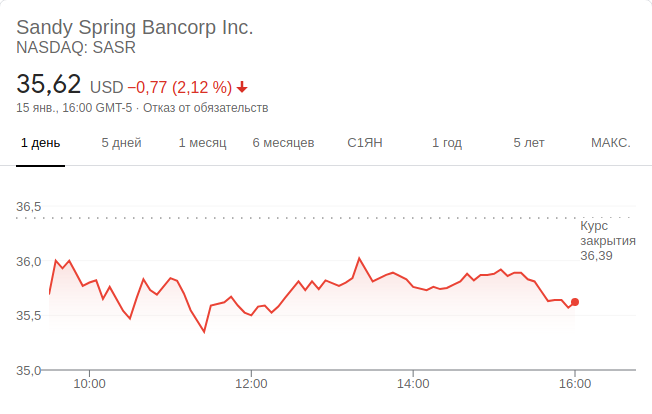 Sandy Spring Bancorp Inc.
NASDAQ: SASR
35,62 USD −0,77 (2,12 %)
15 янв., 16:00 GMT-5 · Отказ от обязательств
1 день 5 дней 1 месяц 6 месяцев С1ЯН 1 год 5 лет МАКС.
36,5
Курс
закрытия
36,39
36,0
35,5
35,0
10:00 12:00 14:00 16:00